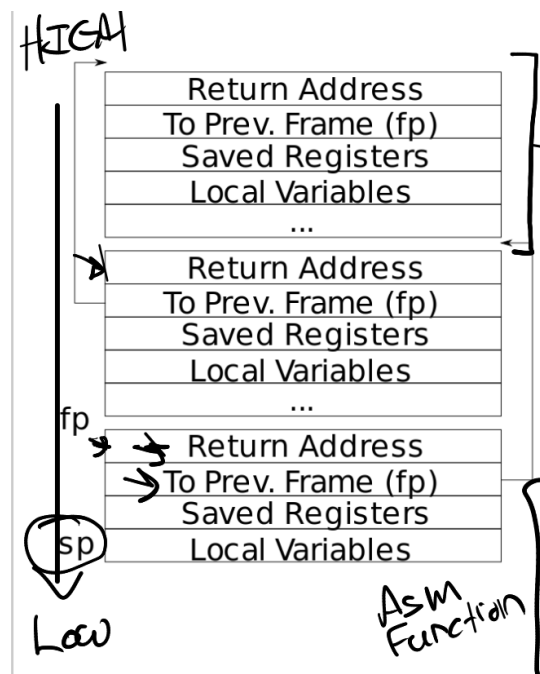 HIGH
Return Address
To Prev. Frame (fp)
Saved Registers
Local Variables
...
Return Address
To Prev. Frame (fp)
Saved Registers
Local Variables
...
fp
Return Address
To Prev. Frame (fp)
Saved Registers
sp
Local Variables
Asm
Function
Low